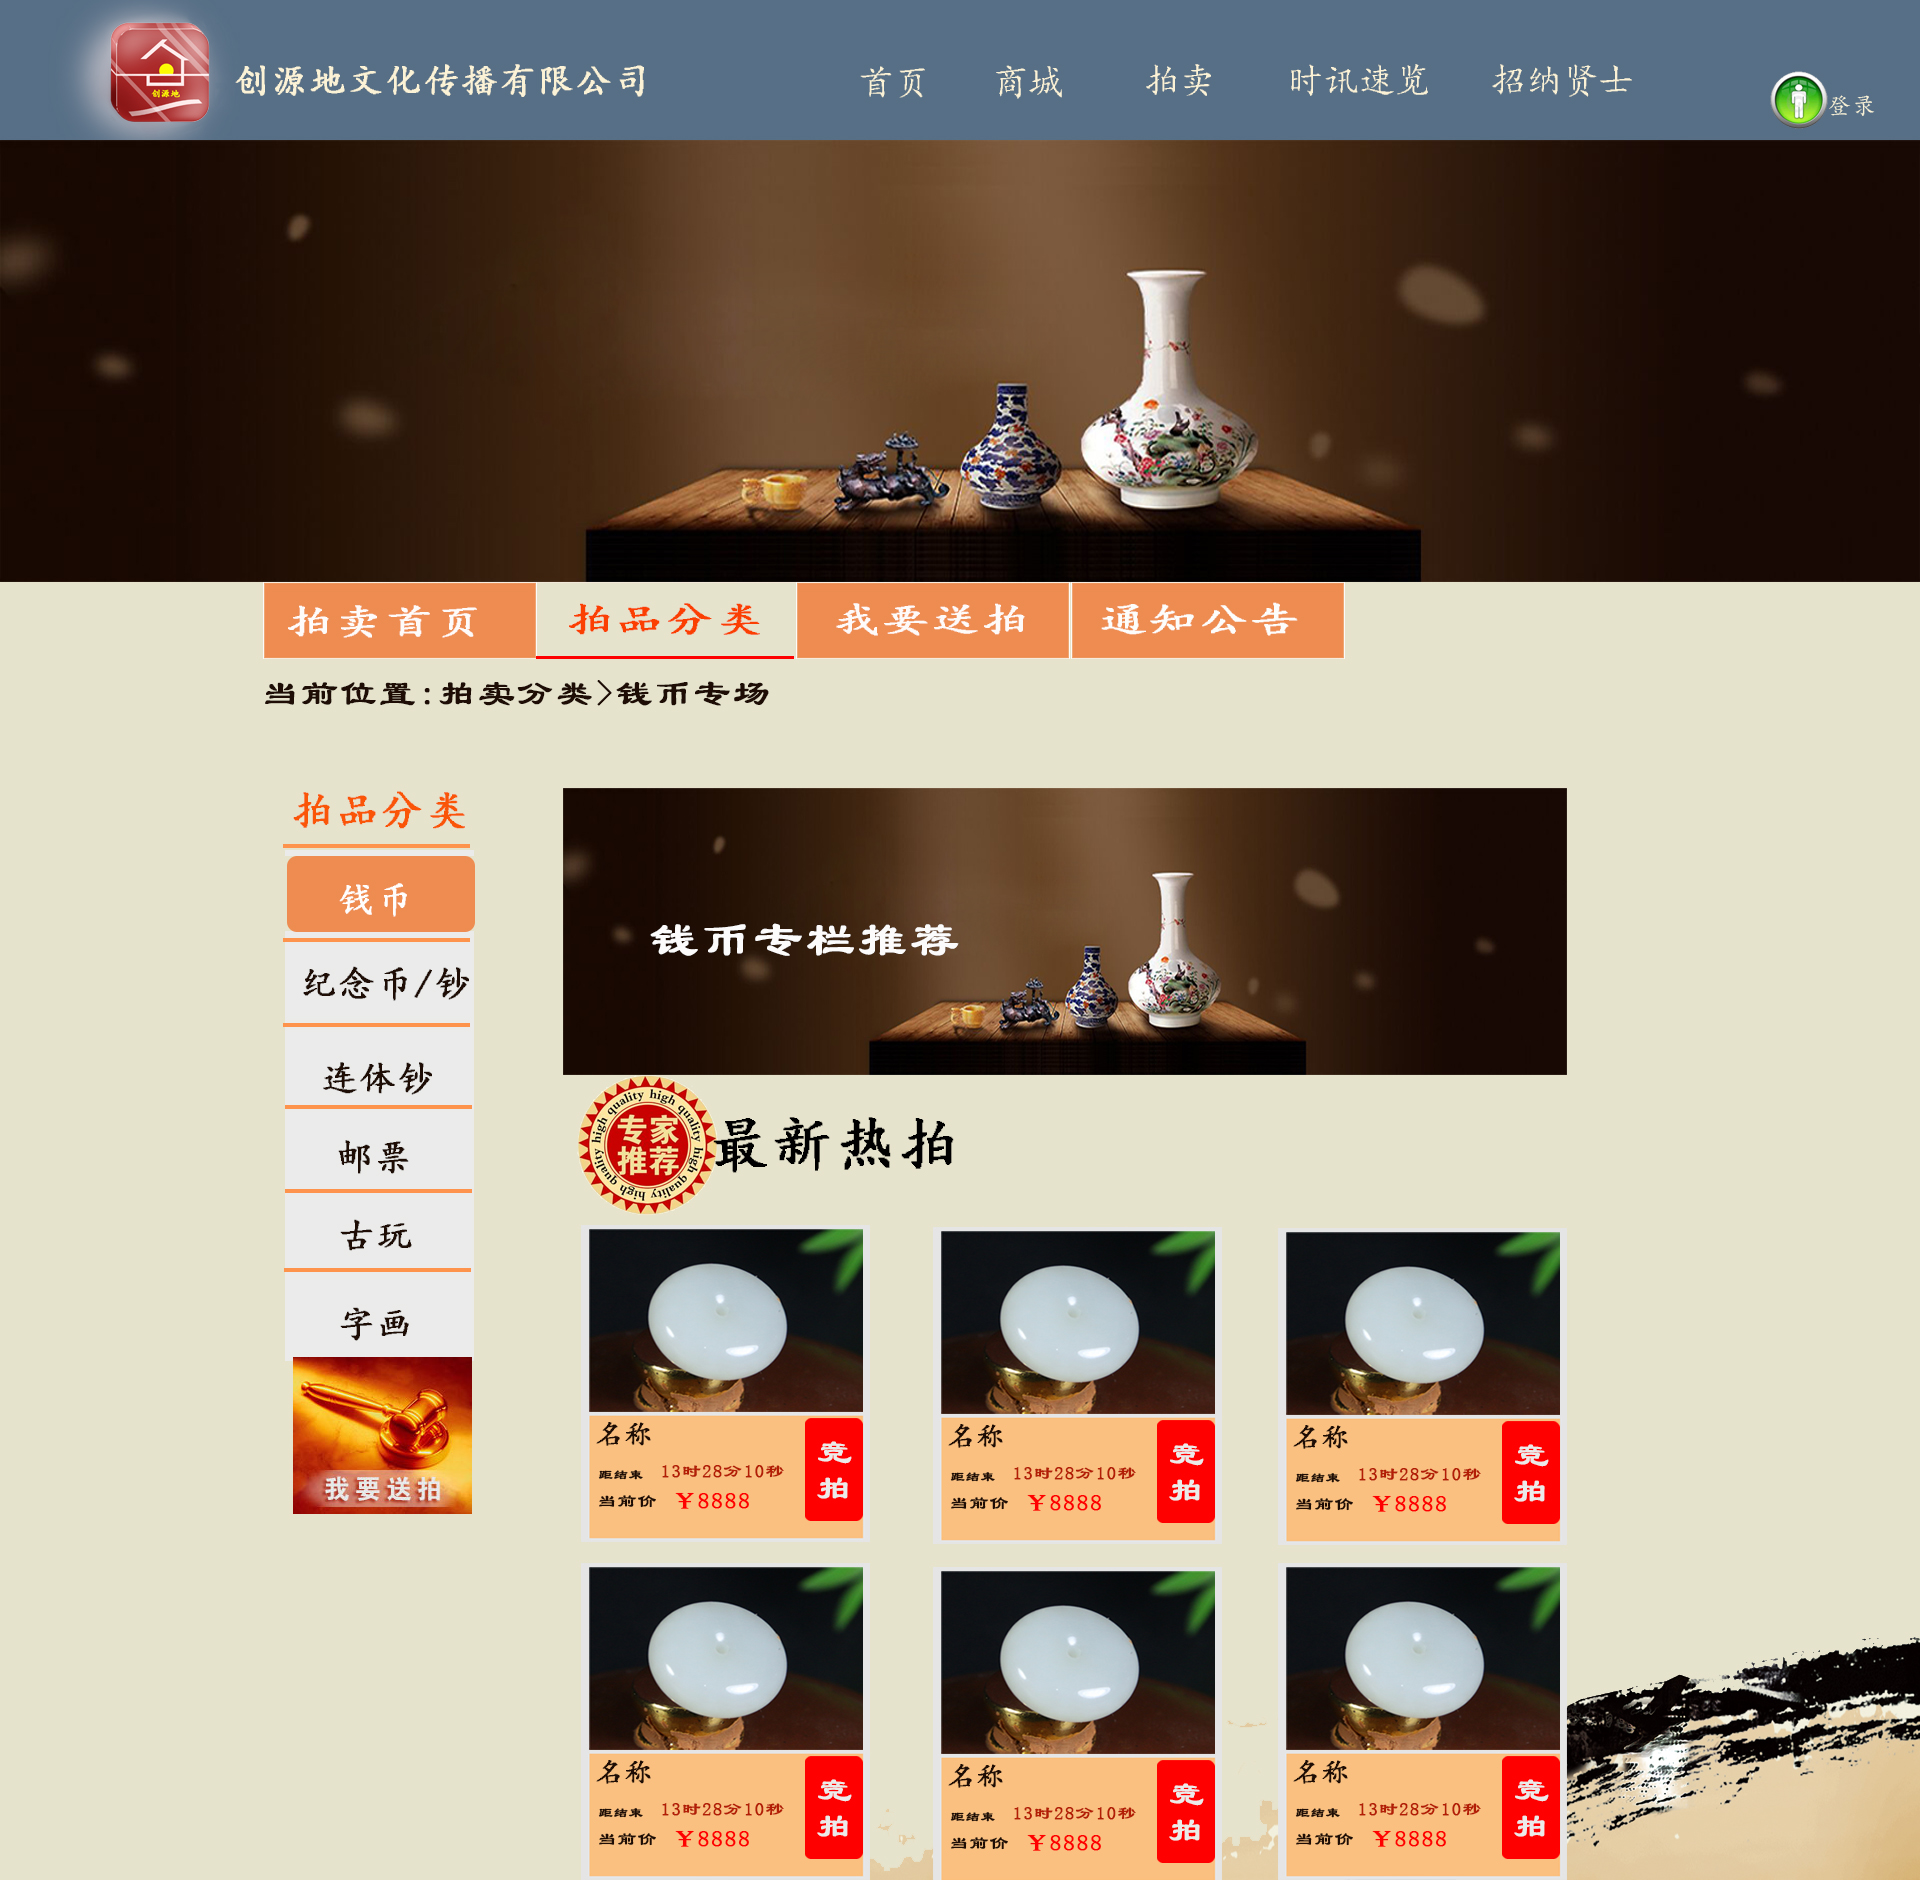 创源地
创源地文化传播有限公司
首页 商城 拍卖 时讯速览 招纳贤士
登录
拍卖首页 拍品分类 我要送拍 通知公告
当前位置:拍卖分类>钱币专场
拍品分类
钱币
纪念币/钞
连体钞
邮票
古玩
字画
我要送拍
钱币专栏推荐
high quality high quality high quality high quality
专家
推荐
最新热拍
名称
距结束 13时28分10秒
当前价 ¥8888
竞拍
名称
距结束 13时28分10秒
当前价 ¥8888
竞拍
名称
距结束 13时28分10秒
当前价 ¥8888
竞拍
名称
距结束 13时28分10秒
当前价 ¥8888
竞拍
名称
距结束 13时28分10秒
当前价 ¥8888
竞拍
名称
距结束 13时28分10秒
当前价 ¥8888
竞拍